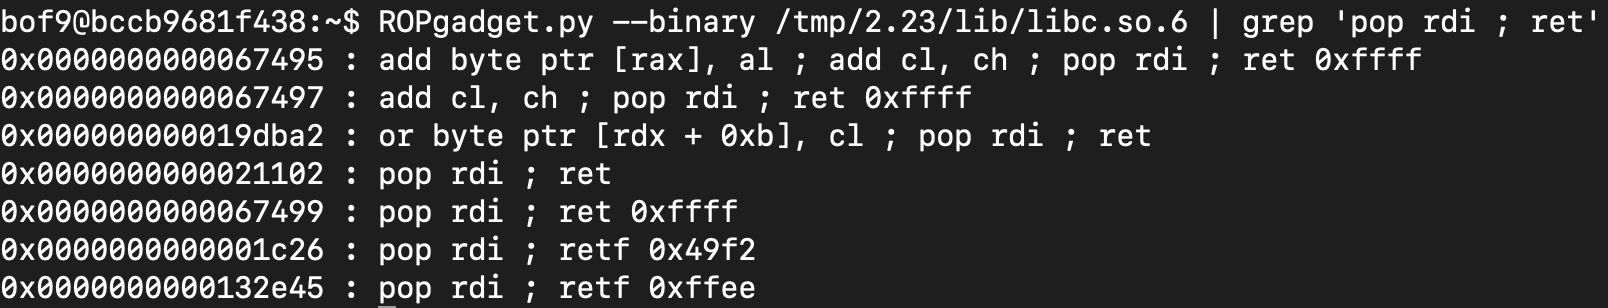 bof9@bccb9681f438:~$ ROPgadget.py --binary /tmp/2.23/lib/libc.so.6 | grep 'pop rdi ; ret'
0x0000000000067495 : add byte ptr [rax], al ; add cl, ch ; pop rdi ; ret 0xffff
0x0000000000067497 : add cl, ch ; pop rdi ; ret 0xffff
0x000000000019dba2 : or byte ptr [rdx + 0xb], cl ; pop rdi ; ret
0x0000000000021102 : pop rdi ; ret
0x0000000000067499 : pop rdi ; ret 0xffff
0x0000000000001c26 : pop rdi ; retf 0x49f2
0x0000000000132e45 : pop rdi ; retf 0xffee